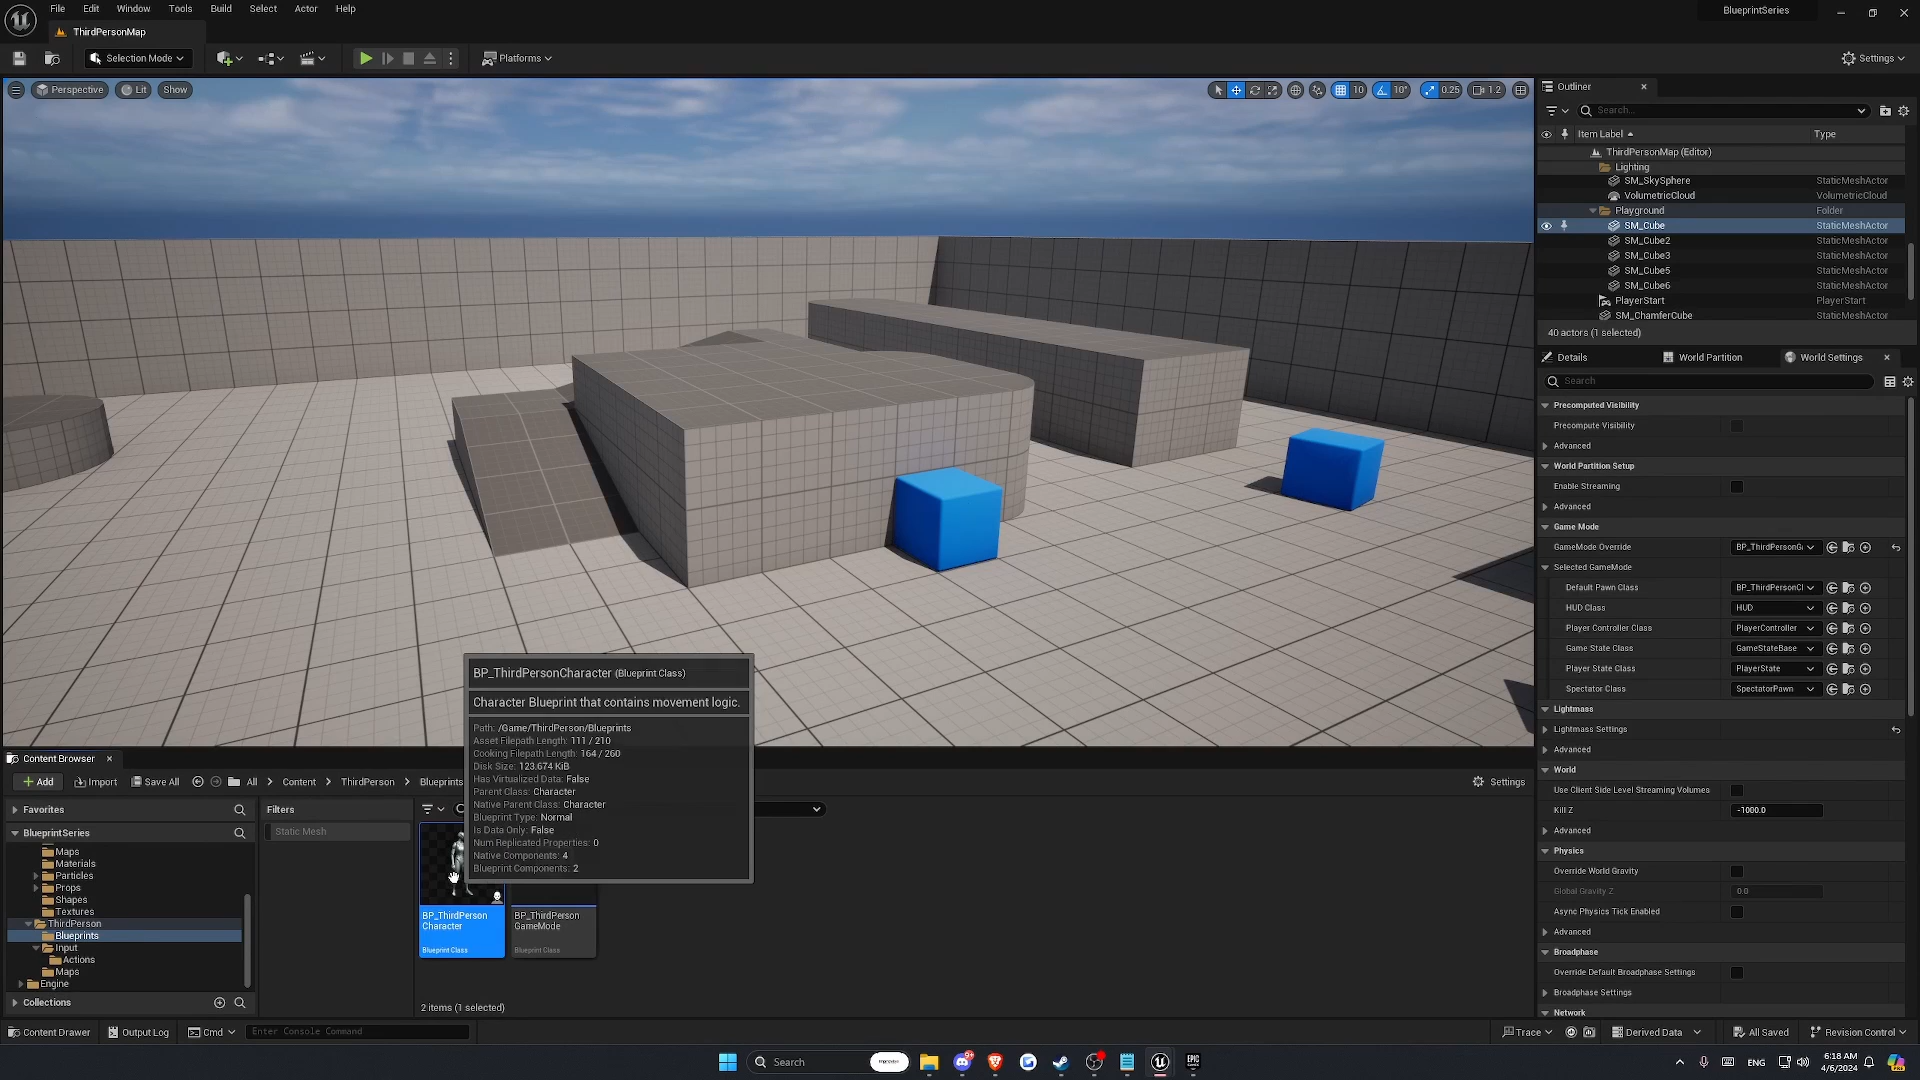 File Edit Window Tools Build Select Actor Help
BlueprintSeries
ThirdPersonMap
Selection Mode
Platforms
Settings
Perspective
Lit
Show
10
10°
0.25
1.2
Outliner
Search...
Item Label
Type
ThirdPersonMap (Editor)
Lighting
SM_SkySphere StaticMeshActor
VolumetricCloud VolumetricCloud
Playground Folder
SM_Cube StaticMeshActor
SM_Cube2 StaticMeshActor
SM_Cube3 StaticMeshActor
SM_Cube5 StaticMeshActor
SM_Cube6 StaticMeshActor
PlayerStart PlayerStart
SM_ChamferCube StaticMeshActor
40 actors (1 selected)
Details
World Partition
World Settings
Search
Precomputed Visibility
Precompute Visibility
Advanced
World Partition Setup
Enable Streaming
Advanced
Game Mode
GameMode Override BP_ThirdPersonG
Selected GameMode
Default Pawn Class BP_ThirdPersonCl
HUD Class HUD
Player Controller Class PlayerController
Game State Class GameStateBase
Player State Class PlayerState
Spectator Class SpectatorPawn
Lightmass
Lightmass Settings
Advanced
World
Use Client Side Level Streaming Volumes
Kill Z -1000.0
Advanced
Physics
Override World Gravity
Global Gravity Z 0.0
Async Physics Tick Enabled
Advanced
Broadphase
Override Default Broadphase Settings
Broadphase Settings
Network
BP_ThirdPersonCharacter (Blueprint Class)
Character Blueprint that contains movement logic.
Path: /Game/ThirdPerson/Blueprints
Asset Filepath Length: 111 / 210
Cooking Filepath Length: 164 / 260
Disk Size: 123.674 KiB
Has Virtualized Data: False
Parent Class: Character
Native Parent Class: Character
Blueprint Type: Normal
Is Data Only: False
Num Replicated Properties: 0
Native Components: 4
Blueprint Components: 2
Content Browser
Add
Import
Save All
All
Content
ThirdPerson
Blueprints
Settings
Favorites
BlueprintSeries
Maps
Materials
Particles
Props
Shapes
Textures
ThirdPerson
Blueprints
Input
Actions
Maps
Engine
Collections
Filters
Static Mesh
BP_ThirdPerson
Character
Blueprint Class
BP_ThirdPerson
GameMode
Blueprint Class
2 items (1 selected)
Content Drawer
Output Log
Cmd
Enter Console Command
Trace
Derived Data
All Saved
Revision Control
Search
ENG
6:18 AM
4/6/2024